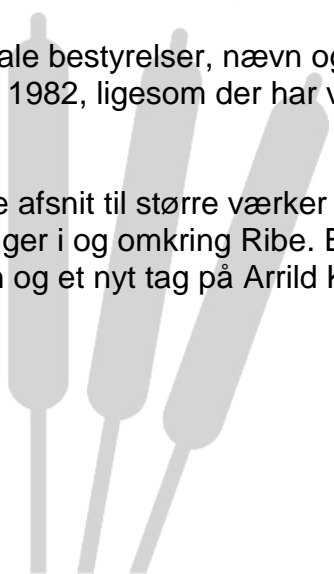 ale bestyrelser, nævn og
1982, ligesom der har v
e afsnit til større værker
ger i og omkring Ribe. E
n og et nyt tag på Arrild K